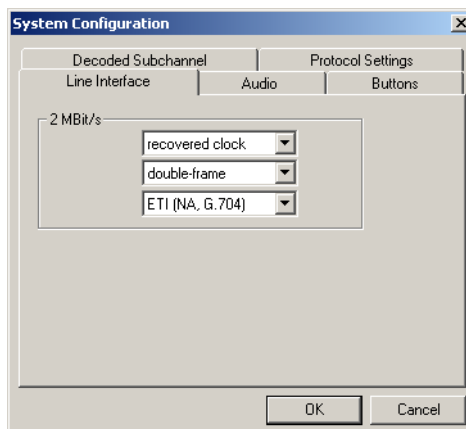 System Configuration
Decoded Subchannel Protocol Settings
Line Interface Audio Buttons
2 MBit/s
recovered clock
double-frame
ETI (NA, G.704)
OK Cancel